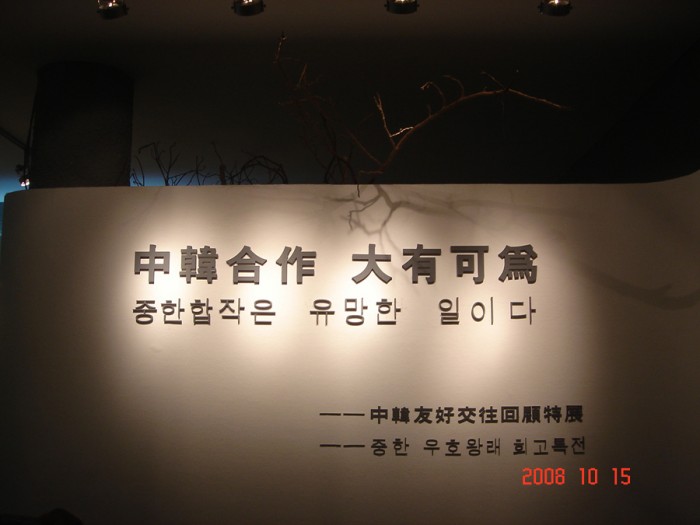 中韓合作 大有可爲
중한합작은 유망한 일이다
——中韓友好交往回顧特展
——중한 우호왕래 회고특전
2008 10 15